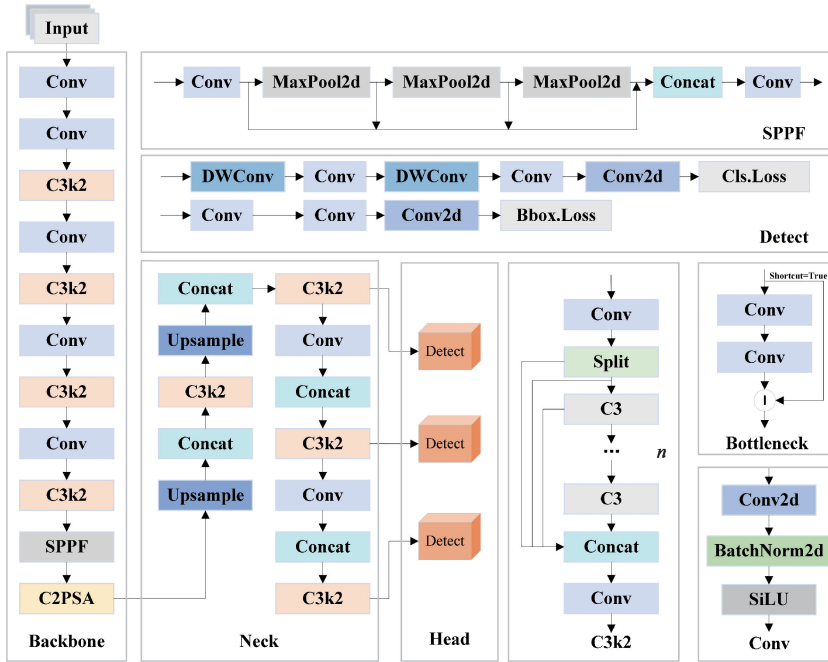 Input
Conv
Conv
C3k2
Conv
C3k2
Conv
C3k2
Conv
C3k2
SPPF
C2PSA
Backbone
Conv MaxPool2d MaxPool2d MaxPool2d Concat Conv
SPPF
DWConv Conv DWConv Conv Conv2d Cls.Loss
Conv Conv Conv2d Bbox.Loss
Detect
Concat
Upsample
C3k2
Concat
Upsample
C3k2
Conv
Concat
C3k2
Conv
Concat
C3k2
Neck
Detect
Detect
Detect
Head
Conv
Split
C3
...
n
C3
Concat
Conv
C3k2
Shortcut=True
Conv
Conv
Bottleneck
Conv2d
BatchNorm2d
SiLU
Conv